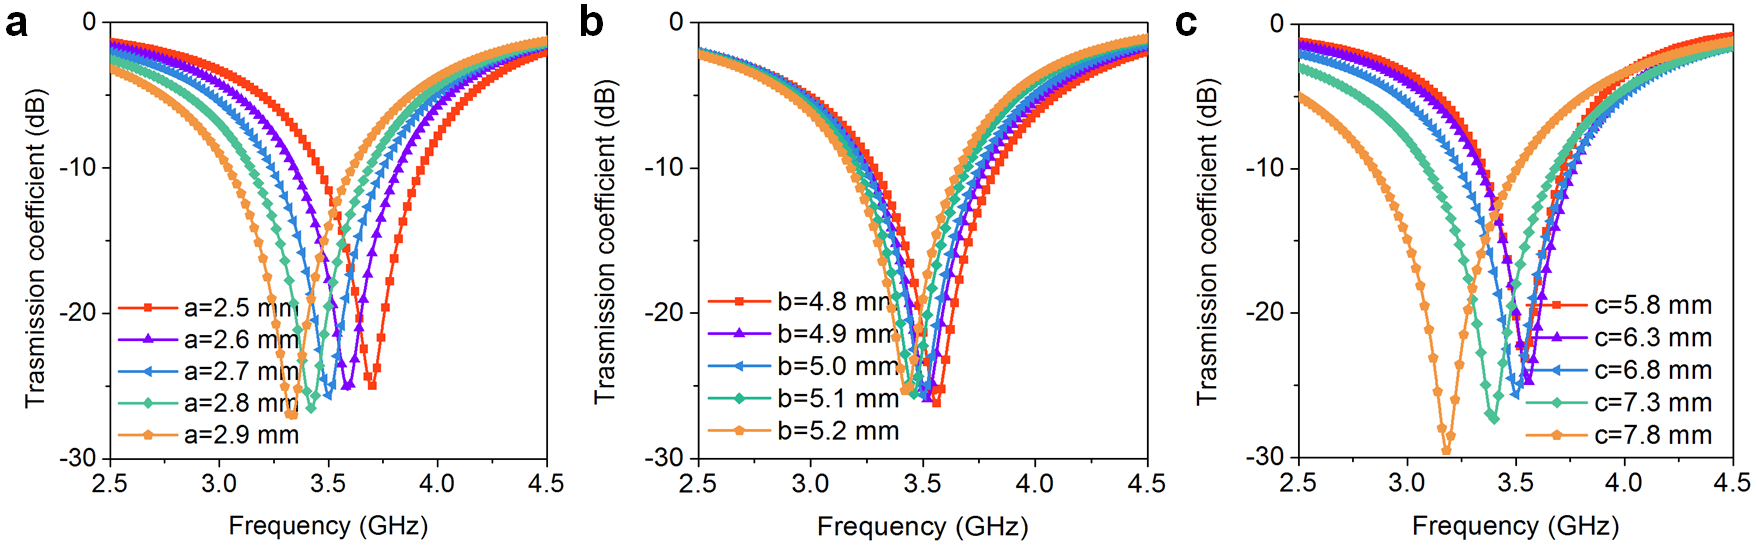 a
0
-10
-20
-30
Trasmission coefficient (dB)
a=2.5 mm
a=2.6 mm
a=2.7 mm
a=2.8 mm
a=2.9 mm
2.5 3.0 3.5 4.0 4.5
Frequency (GHz)
b
0
-10
-20
-30
Trasmission coefficient (dB)
b=4.8 mm
b=4.9 mm
b=5.0 mm
b=5.1 mm
b=5.2 mm
2.5 3.0 3.5 4.0 4.5
Frequency (GHz)
c
0
-10
-20
-30
Trasmission coefficient (dB)
c=5.8 mm
c=6.3 mm
c=6.8 mm
c=7.3 mm
c=7.8 mm
2.5 3.0 3.5 4.0 4.5
Frequency (GHz)